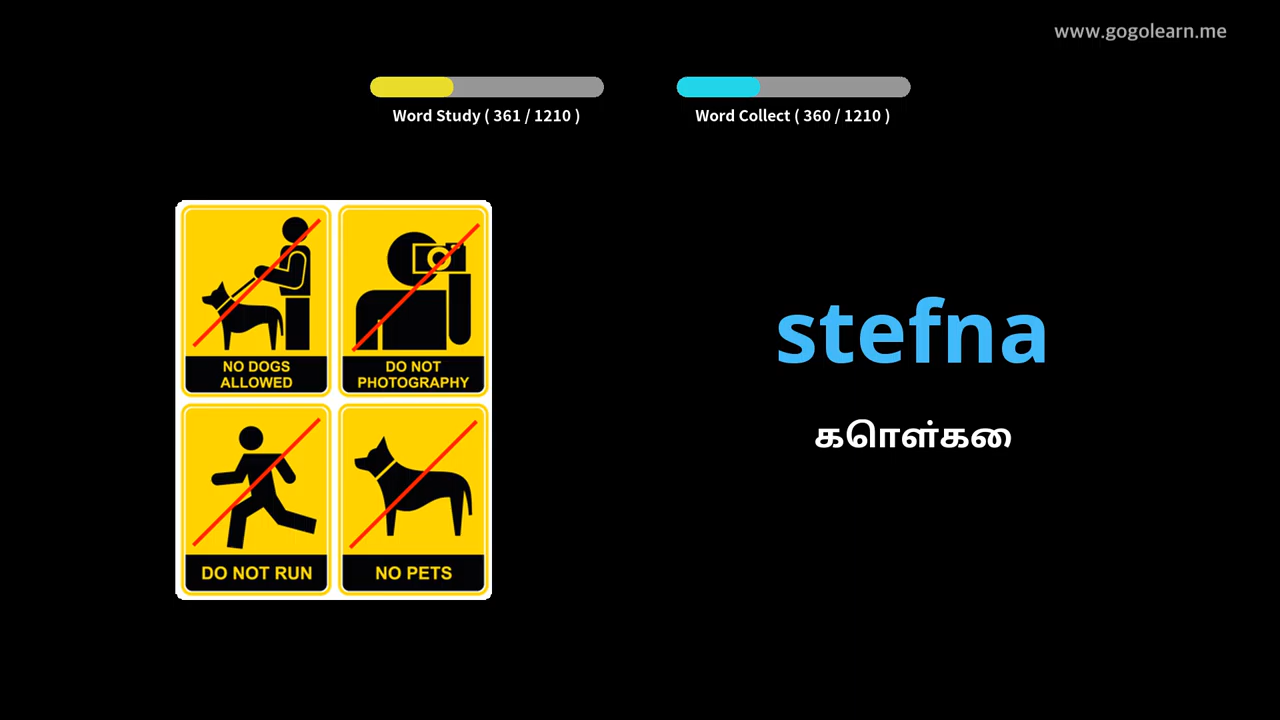 www.gogolearn.me
Word Study ( 361 / 1210 )
Word Collect ( 360 / 1210 )
NO DOGS
ALLOWED
DO NOT
PHOTOGRAPHY
DO NOT RUN
NO PETS
stefna
கொள்கை